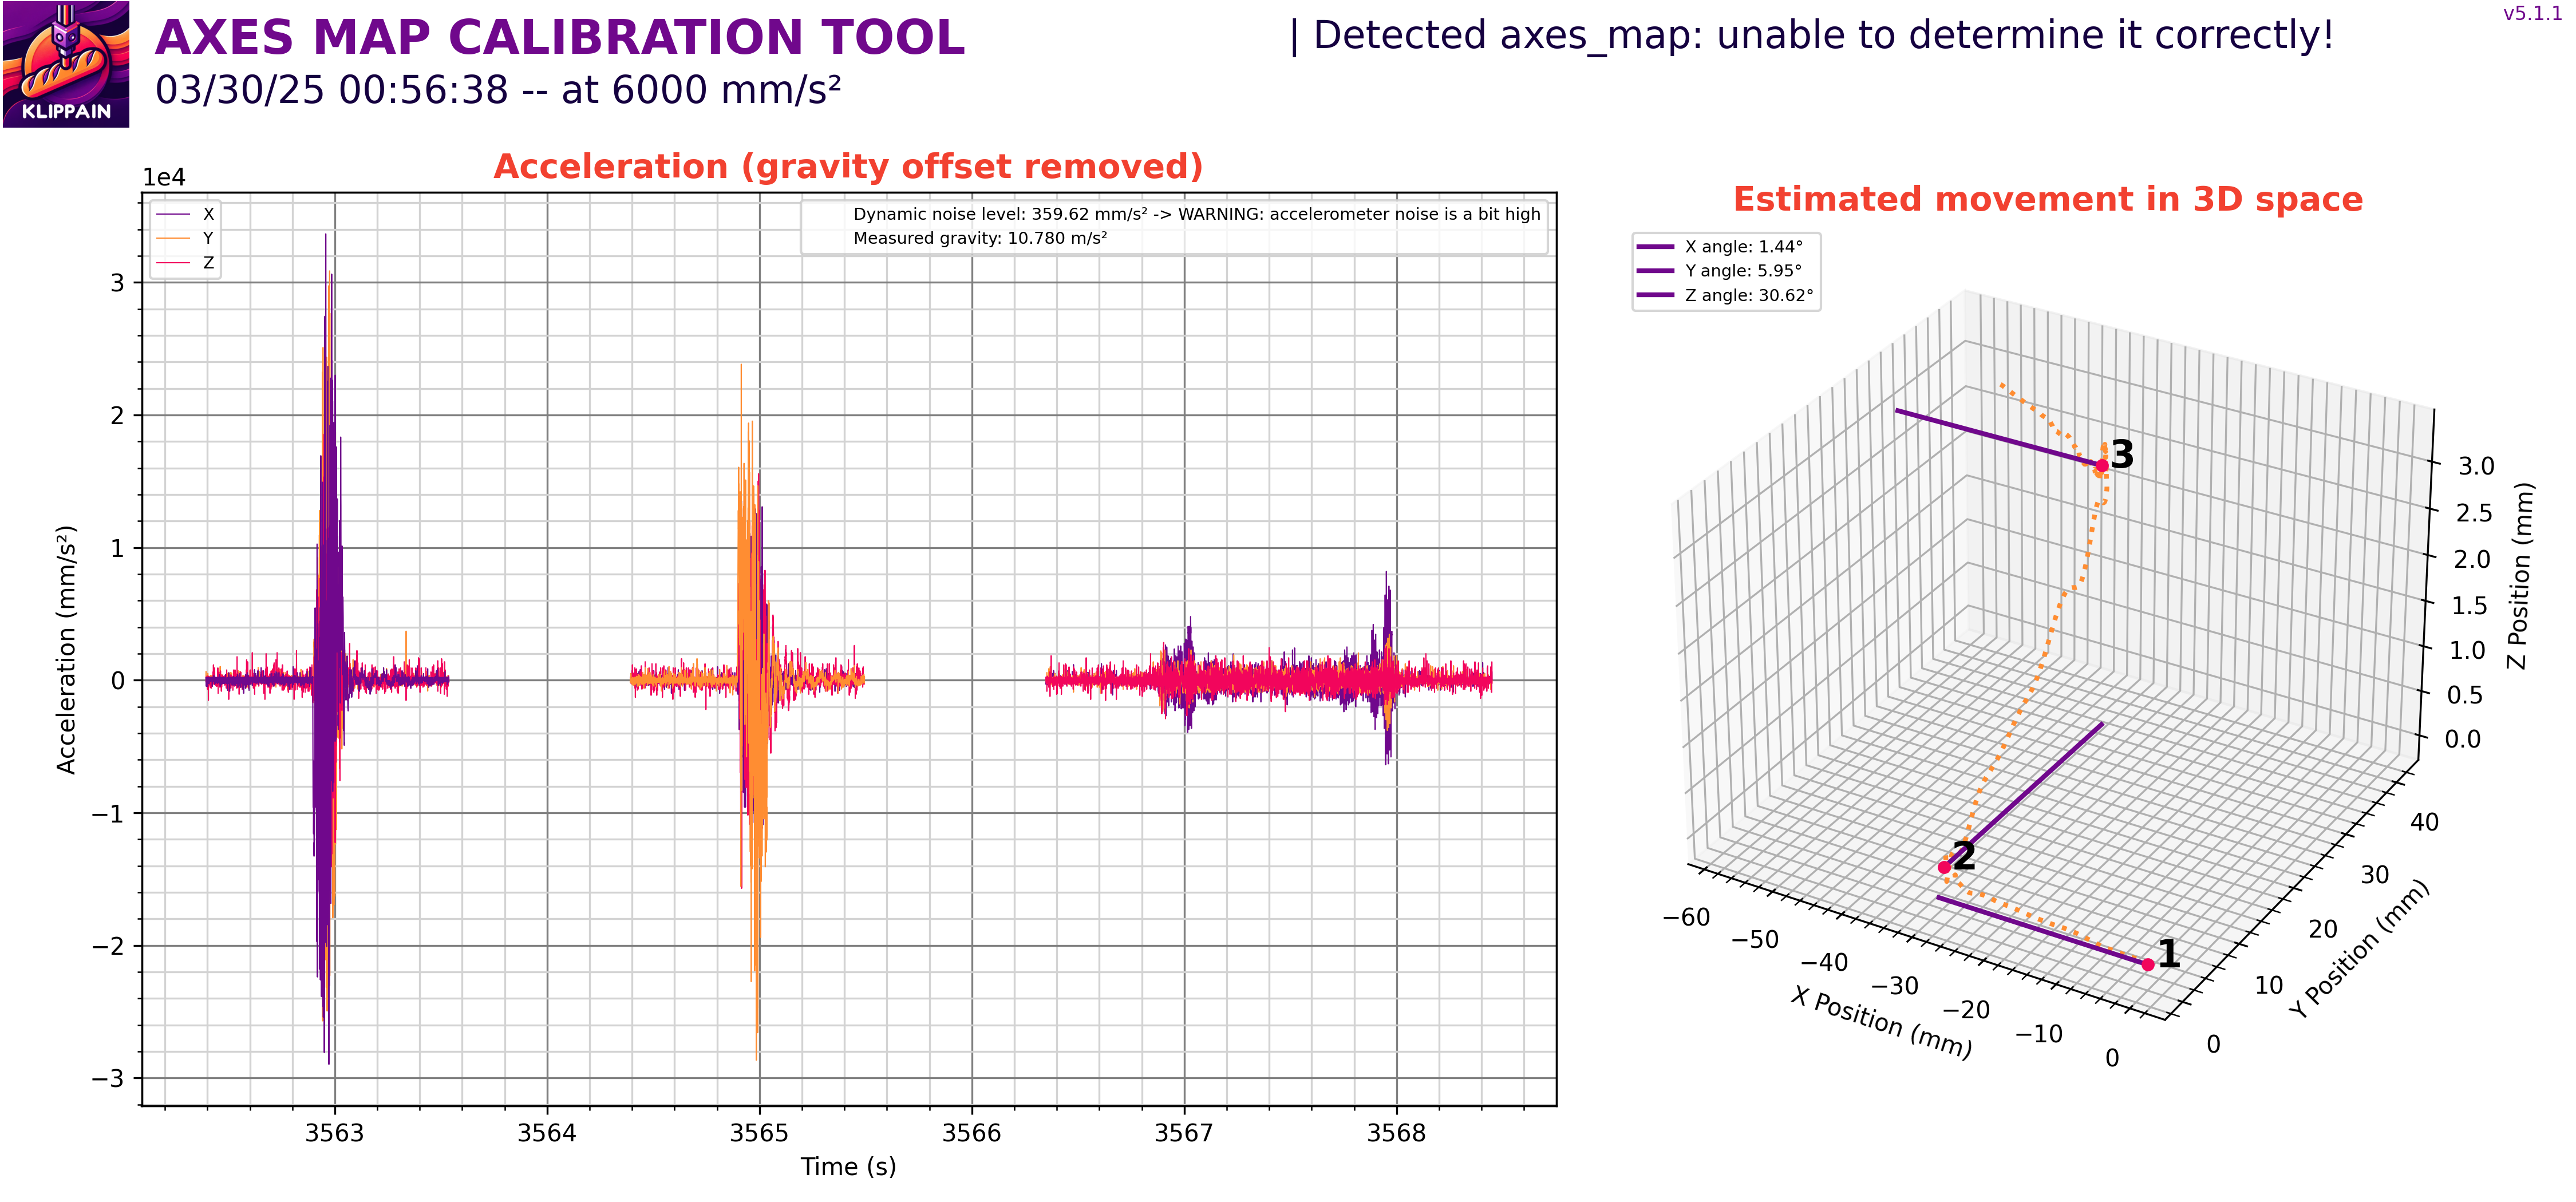 KLIPPAIN
AXES MAP CALIBRATION TOOL
03/30/25 00:56:38 -- at 6000 mm/s²
| Detected axes_map: unable to determine it correctly!
v5.1.1
Acceleration (gravity offset removed)
1e4
X
Y
Z
Dynamic noise level: 359.62 mm/s² -> WARNING: accelerometer noise is a bit high
Measured gravity: 10.780 m/s²
Acceleration (mm/s²)
3
2
1
0
−1
−2
−3
3563
3564
3565
3566
3567
3568
Time (s)
Estimated movement in 3D space
X angle: 1.44°
Y angle: 5.95°
Z angle: 30.62°
3
2
1
3.0
2.5
2.0
1.5
1.0
0.5
0.0
Z Position (mm)
40
30
20
10
0
Y Position (mm)
−60
−50
−40
−30
−20
−10
0
X Position (mm)